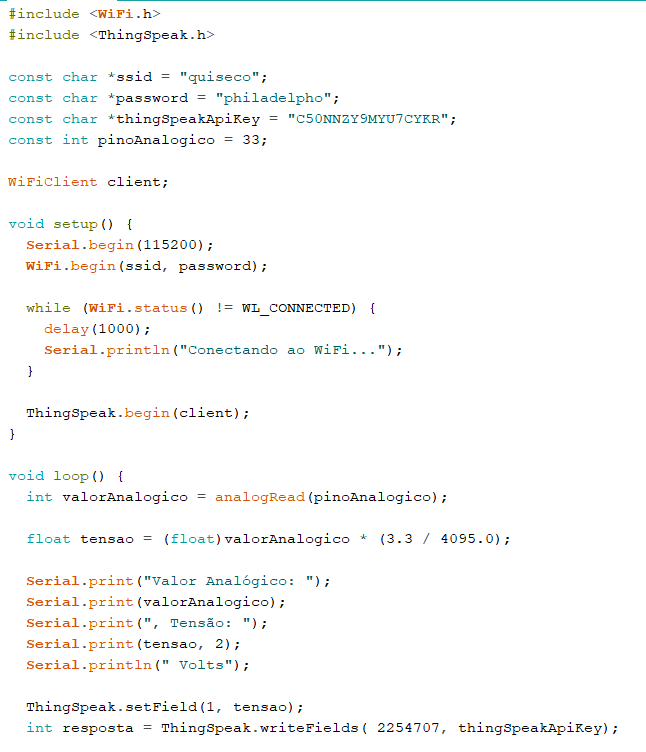 #include <WiFi.h>
#include <ThingSpeak.h>
const char *ssid = "quiseco";
const char *password = "philadelpho";
const char *thingSpeakApiKey = "C50NNZY9MYU7CYKR";
const int pinoAnalogico = 33;
WiFiClient client;
void setup() {
Serial.begin(115200);
WiFi.begin(ssid, password);
while (WiFi.status() != WL_CONNECTED) {
delay(1000);
Serial.println("Conectando ao WiFi...");
}
ThingSpeak.begin(client);
}
void loop() {
int valorAnalogico = analogRead(pinoAnalogico);
float tensao = (float)valorAnalogico * (3.3 / 4095.0);
Serial.print("Valor Analógico: ");
Serial.print(valorAnalogico);
Serial.print(", Tensão: ");
Serial.print(tensao, 2);
Serial.println(" Volts");
ThingSpeak.setField(1, tensao);
int resposta = ThingSpeak.writeFields( 2254707, thingSpeakApiKey);